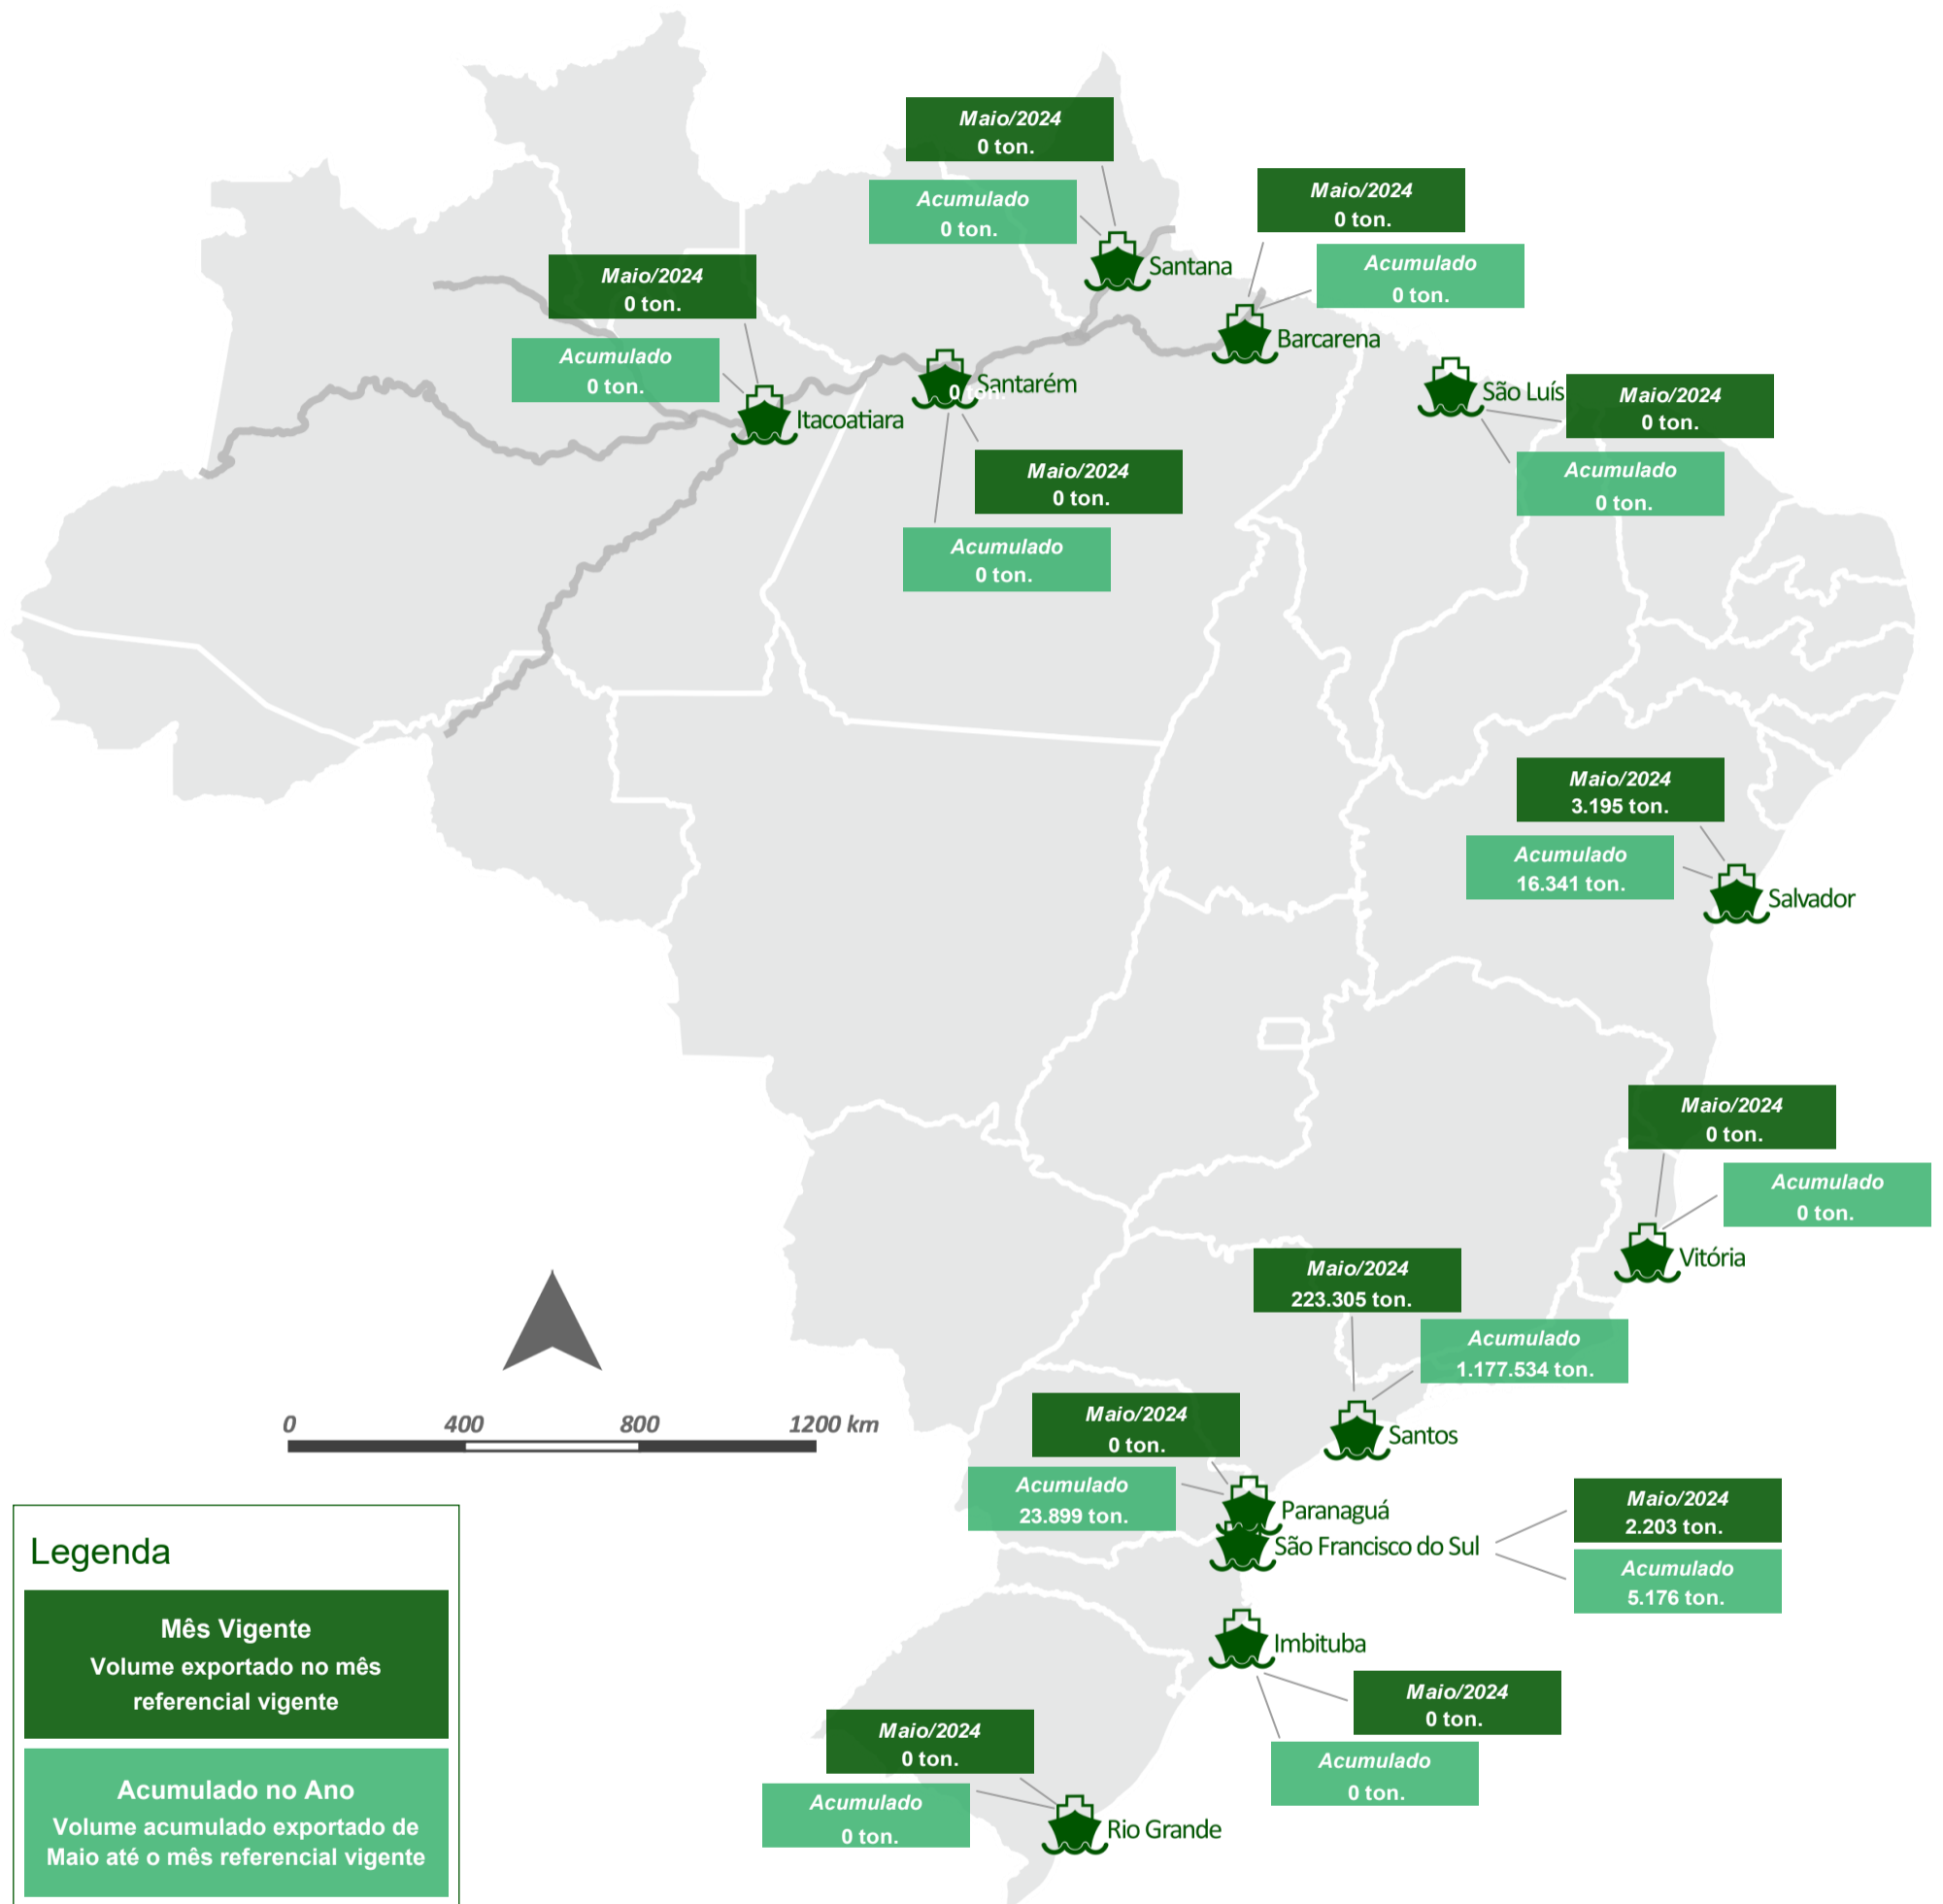 Maio/2024
0 ton.
Acumulado
0 ton.
Santana
Maio/2024
0 ton.
Acumulado
0 ton.
Barcarena
Maio/2024
0 ton.
Acumulado
0 ton.
Itacoatiara
Santarém
0 ton.
Maio/2024
0 ton.
Acumulado
0 ton.
São Luís
Maio/2024
0 ton.
Acumulado
0 ton.
Maio/2024
3.195 ton.
Acumulado
16.341 ton.
Salvador
Maio/2024
0 ton.
Acumulado
0 ton.
Vitória
Maio/2024
223.305 ton.
Acumulado
1.177.534 ton.
Santos
Maio/2024
0 ton.
Acumulado
23.899 ton.
Paranaguá
São Francisco do Sul
Maio/2024
2.203 ton.
Acumulado
5.176 ton.
Imbituba
Maio/2024
0 ton.
Acumulado
0 ton.
Maio/2024
0 ton.
Acumulado
0 ton.
Rio Grande
0 400 800 1200 km
Legenda
Mês Vigente
Volume exportado no mês
referencial vigente
Acumulado no Ano
Volume acumulado exportado de
Maio até o mês referencial vigente